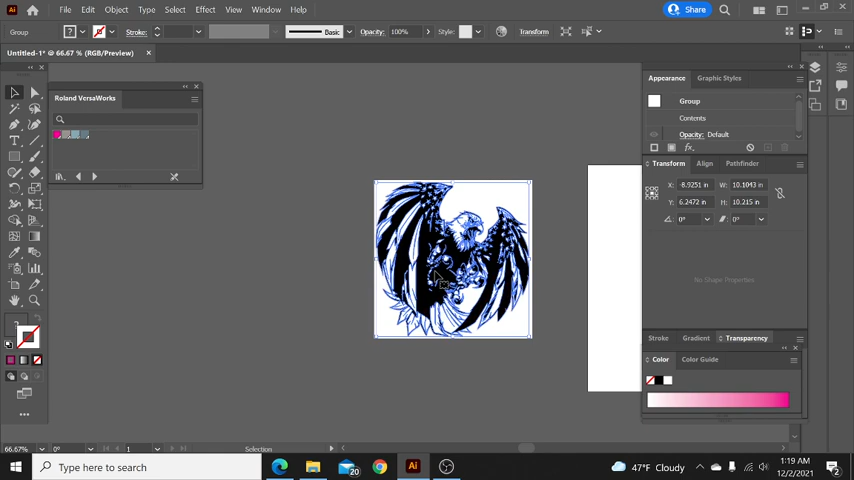 Ai File Edit Object Type Select Effect View Window Help Share
Group ? Stroke: Basic Opacity: 100% Style: Transform
Untitled-1* @ 66.67 % (RGB/Preview) ×
Roland VersaWorks
Appearance Graphic Styles
Group
Contents
Opacity: Default
fx
Transform Align Pathfinder
X: -8.9251 in W: 10.1043 in
Y: 6.2472 in H: 10.215 in
0° 0°
No Shape Properties
Stroke Gradient Transparency
Color Color Guide
66.67% 0° 1 Selection
Type here to search 20 Ai 47°F Cloudy 1:19 AM
12/2/2021 2